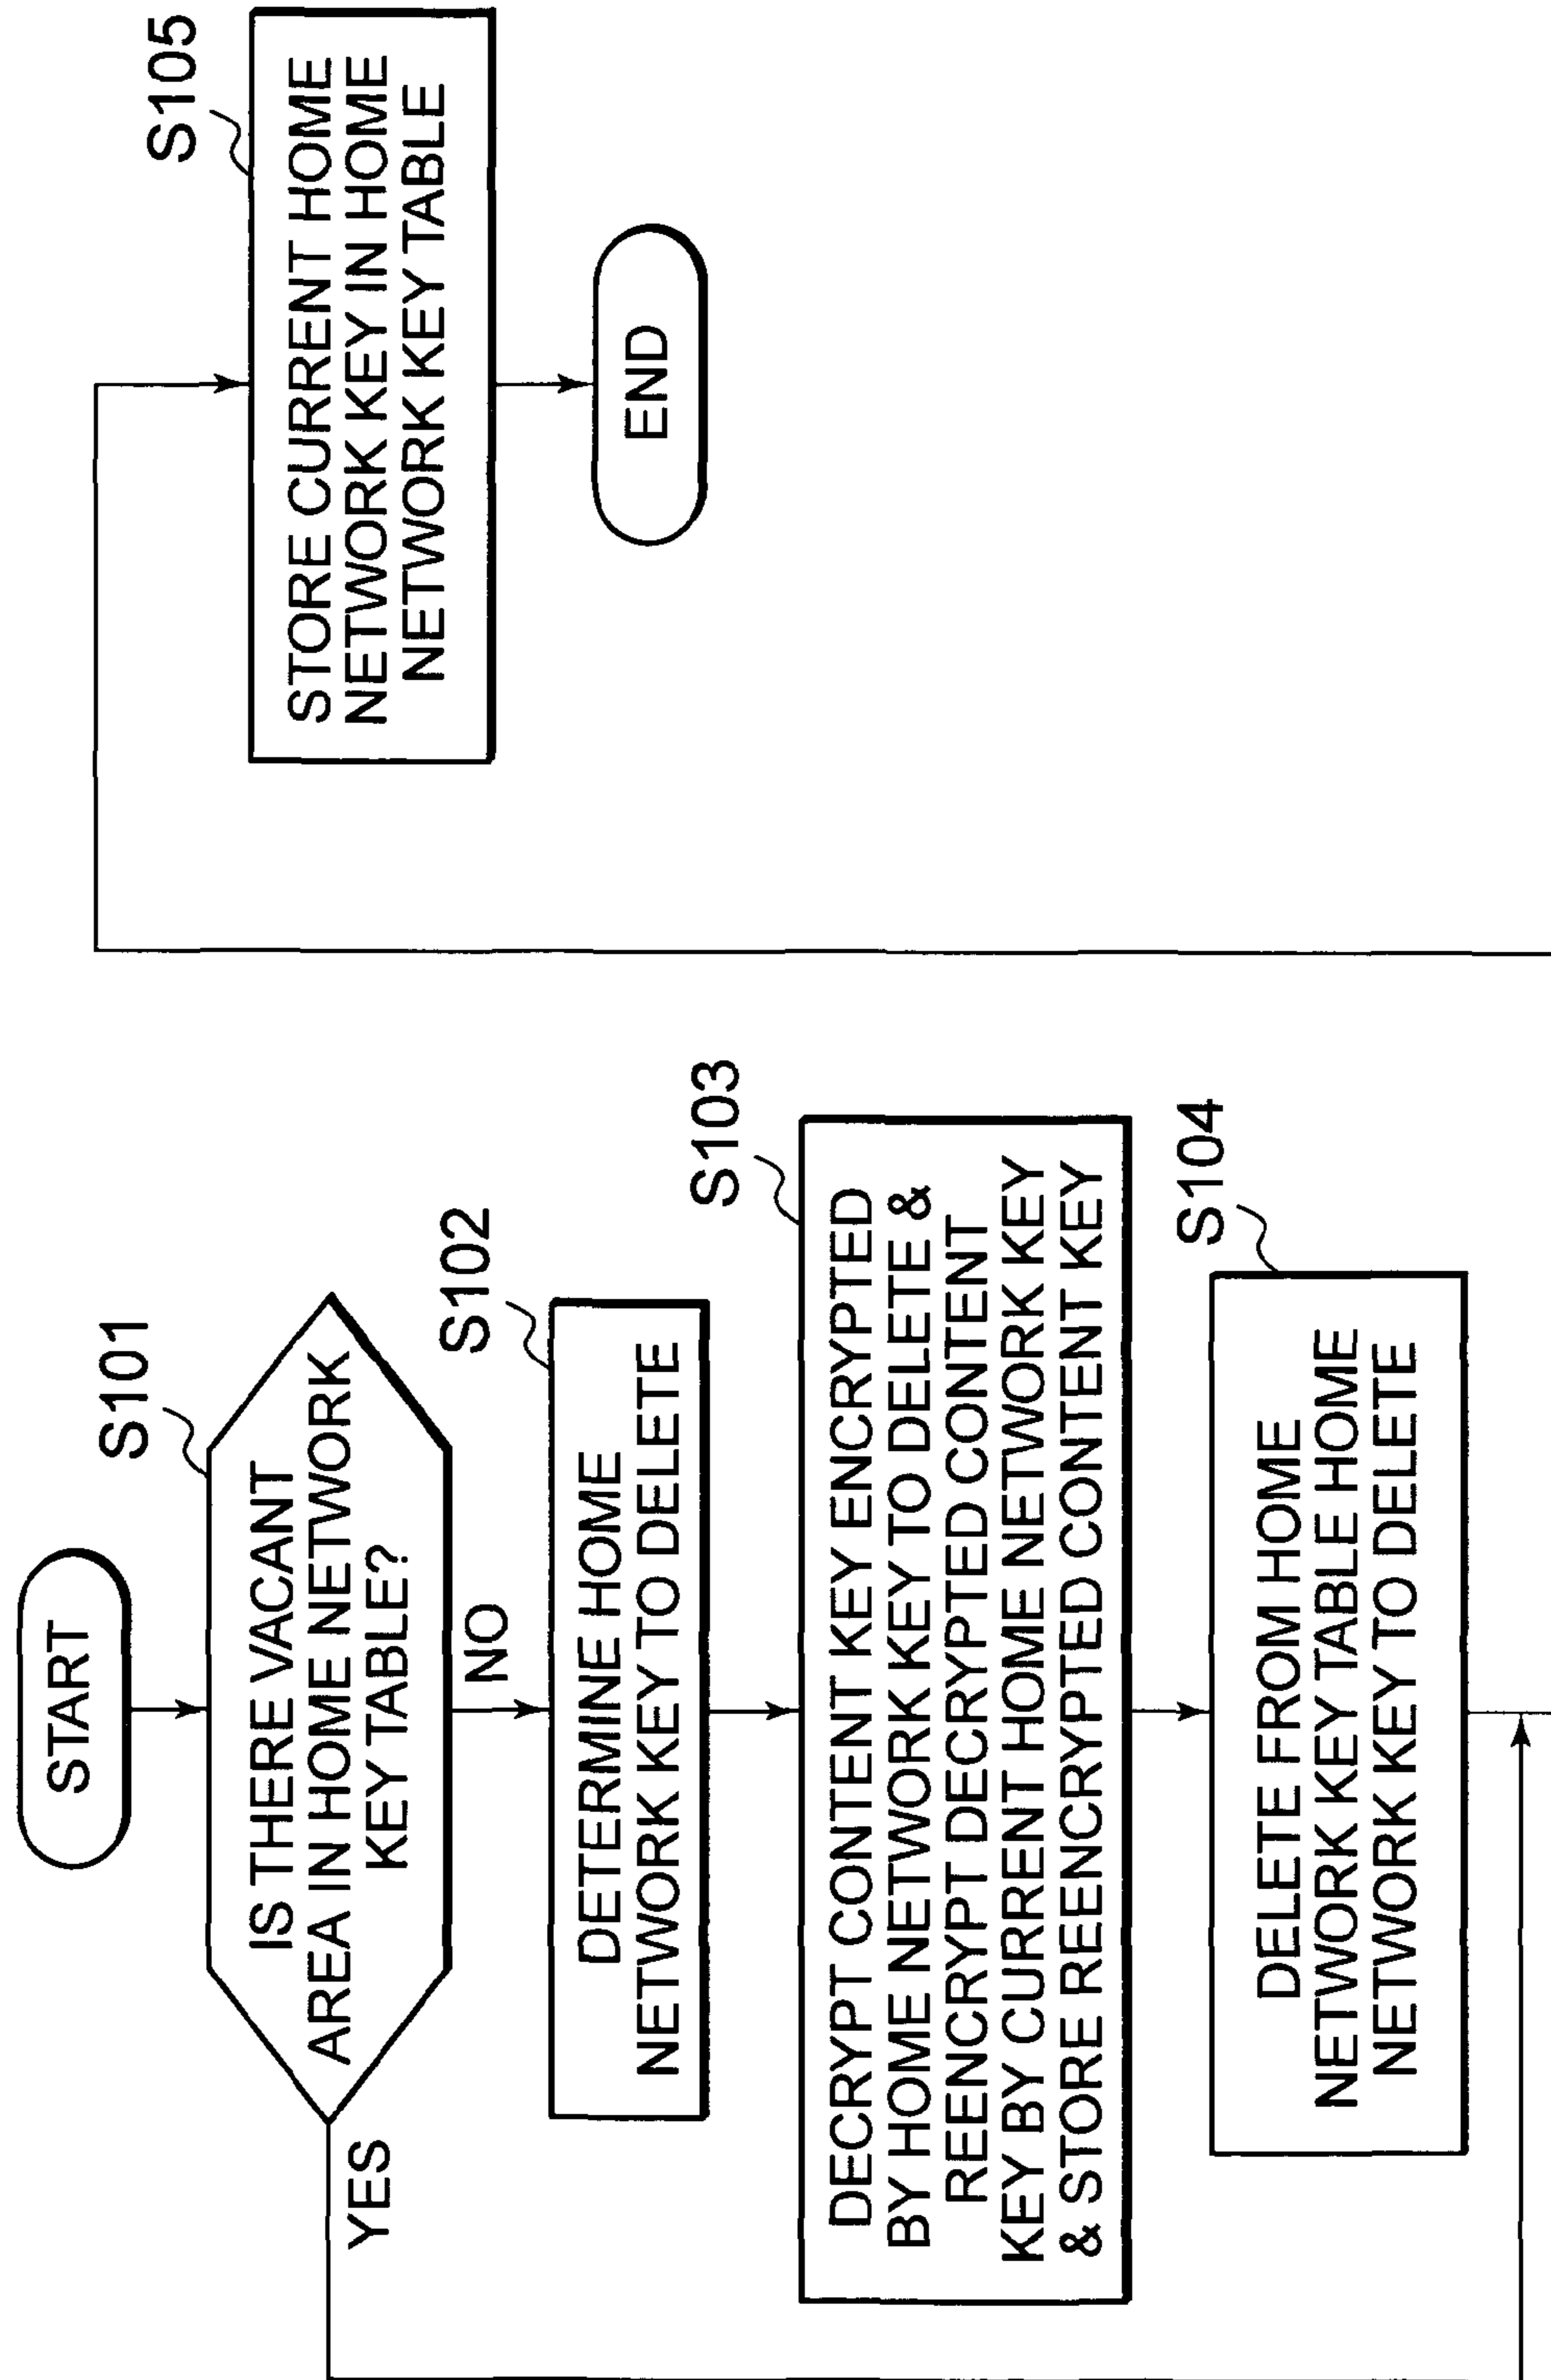 START
S101
IS THERE VACANT
AREA IN HOME NETWORK
KEY TABLE?
YES
NO
S102
DETERMINE HOME
NETWORK KEY TO DELETE
S103
DECRYPT CONTENT KEY ENCRYPTED
BY HOME NETWORK KEY TO DELETE &
REENCRYPT DECRYPTED CONTENT
KEY BY CURRENT HOME NETWORK KEY
& STORE REENCRYPTED CONTENT KEY
S104
DELETE FROM HOME
NETWORK KEY TABLE HOME
NETWORK KEY TO DELETE
S105
STORE CURRENT HOME
NETWORK KEY IN HOME
NETWORK KEY TABLE
END